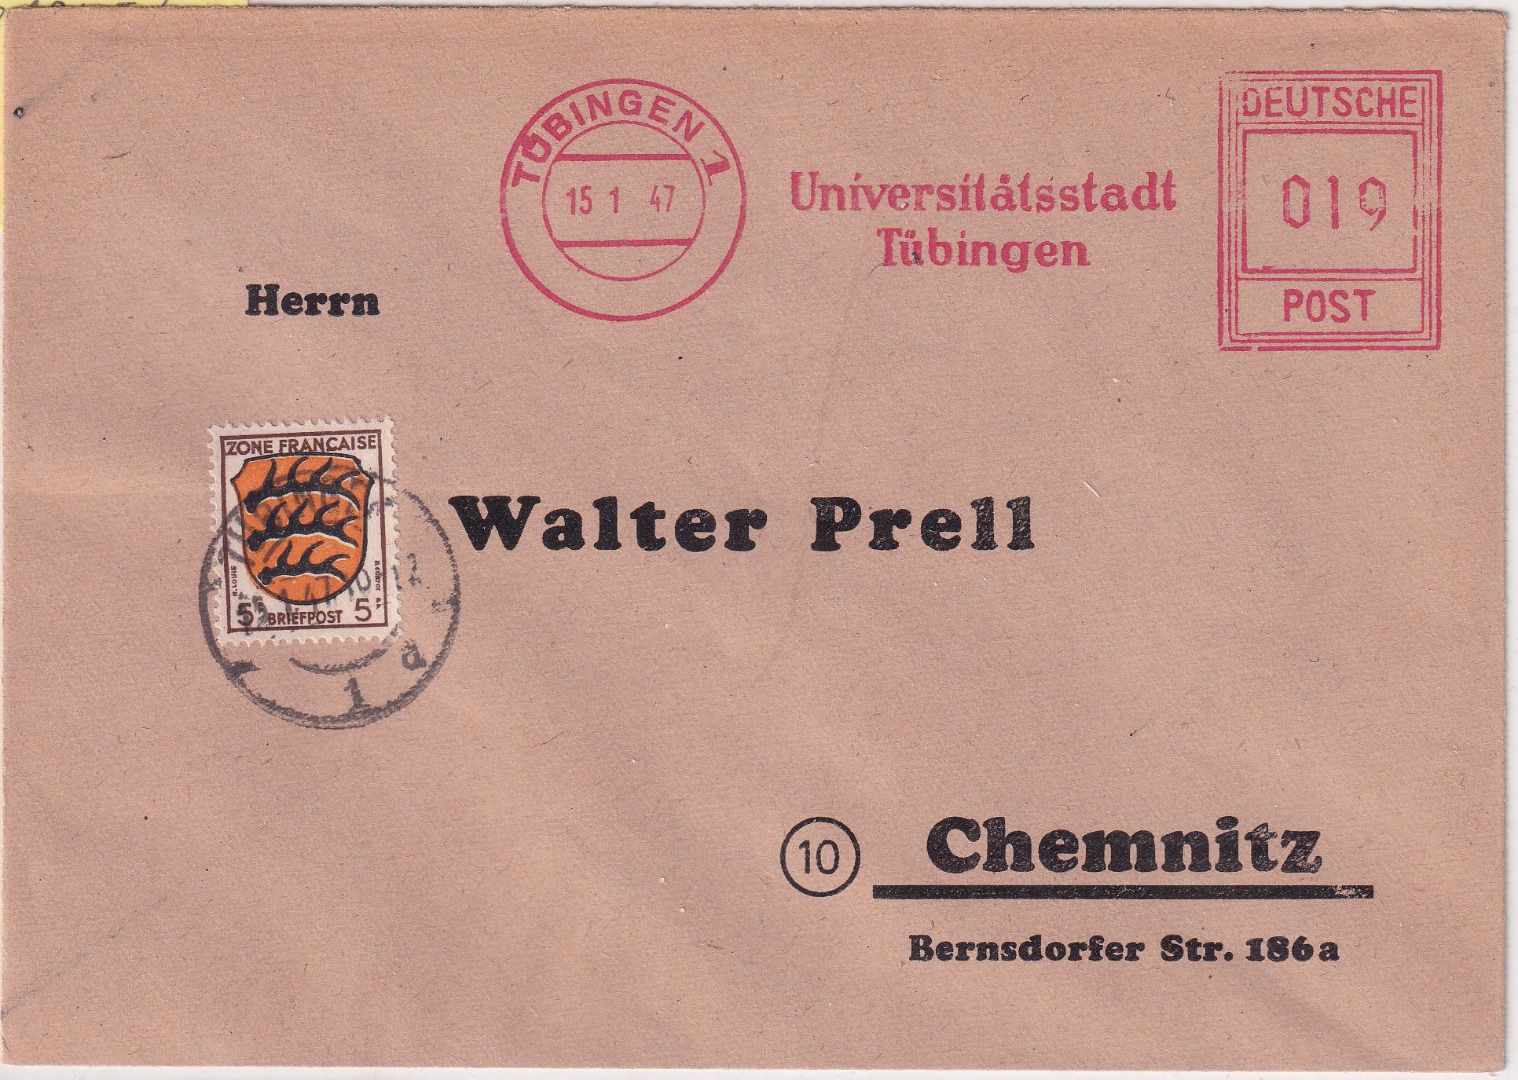 TÜBINGEN 1
15 1 47
Universitätsstadt
Tübingen
DEUTSCHE
019
POST
Herrn
ZONE FRANÇAISE
5 BRIEFPOST 5
1
a
Walter Prell
10 Chemnitz
Bernsdorfer Str. 186a